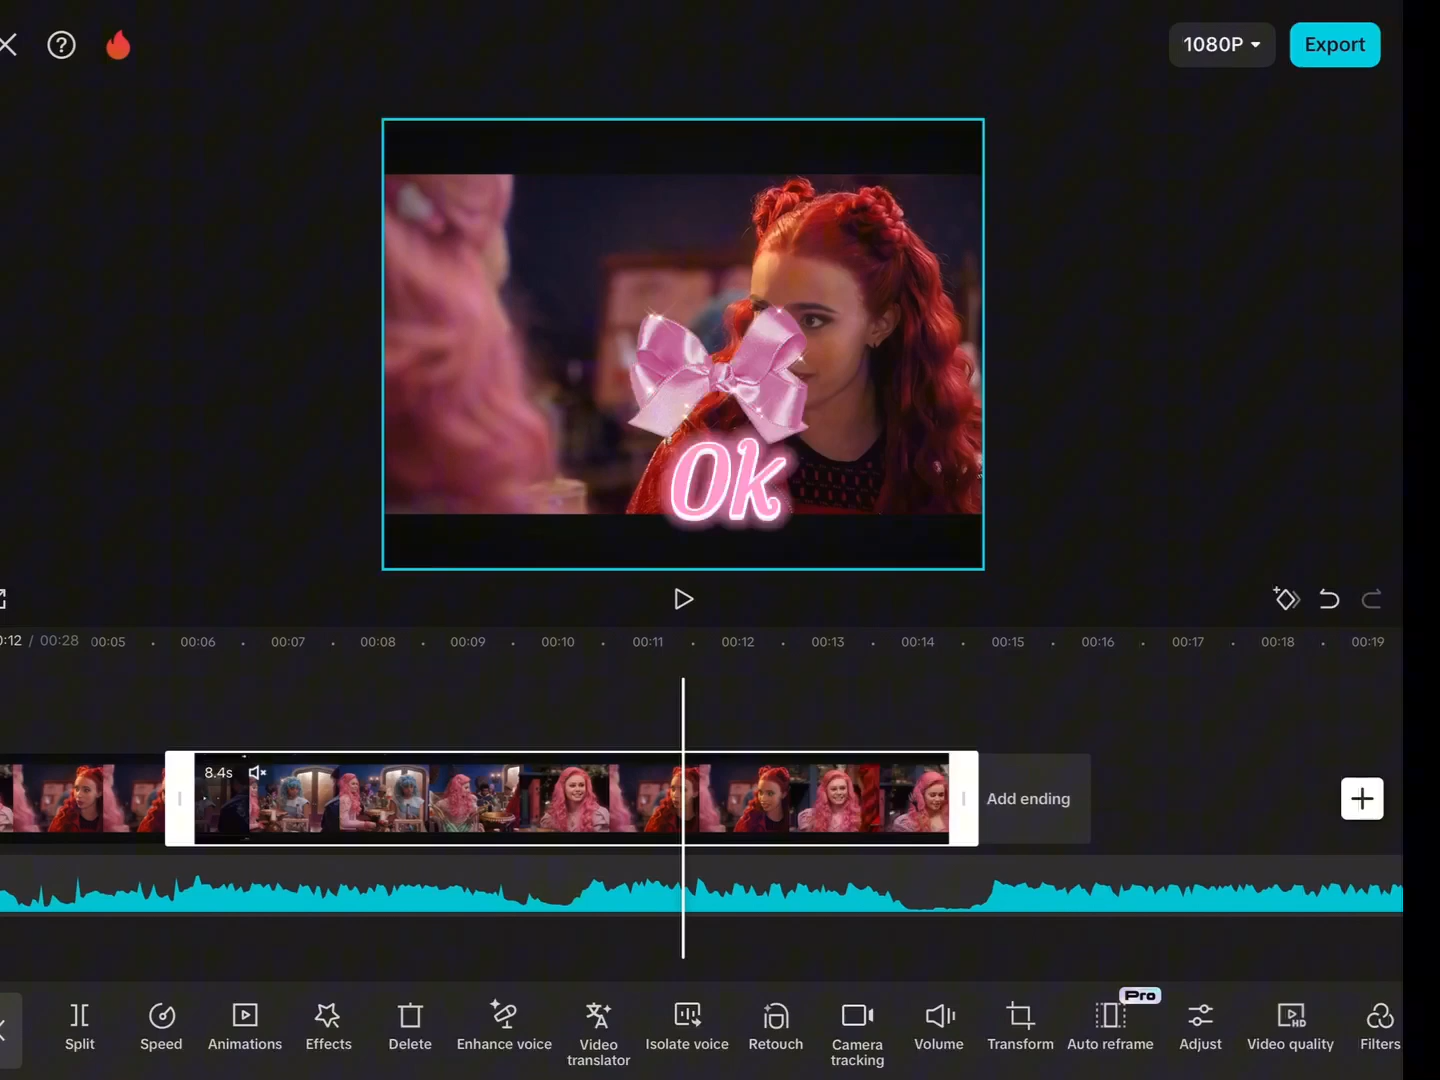 1080P
Export
Ok
0:12 / 00:28 00:05 00:06 00:07 00:08 00:09 00:10 00:11 00:12 00:13 00:14 00:15 00:16 00:17 00:18 00:19
8.4s
Add ending
Pro
Split Speed Animations Effects Delete Enhance voice Video translator Isolate voice Retouch Camera tracking Volume Transform Auto reframe Adjust Video quality Filters
HD